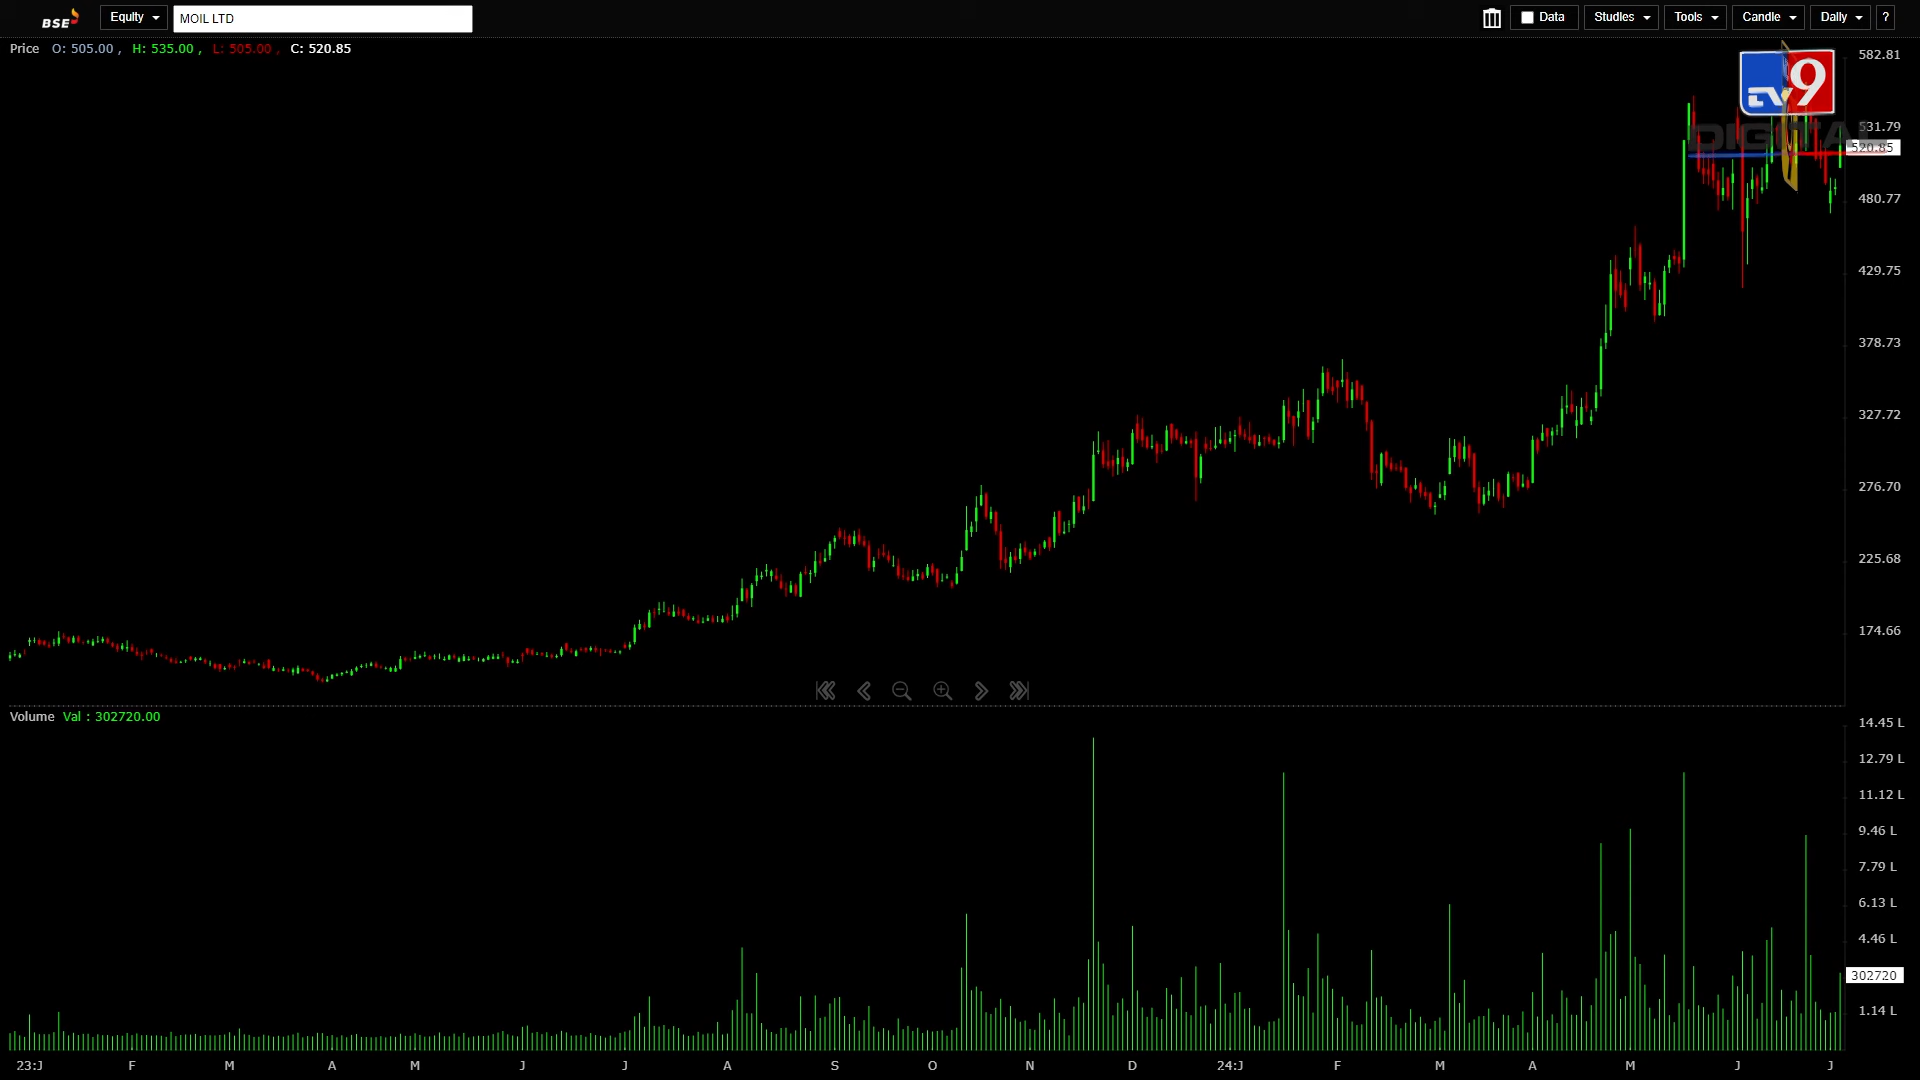 BSE Equity MOIL LTD Data Studies Tools Candle Daily ?
Price O: 505.00 , H: 535.00 , L: 505.00 , C: 520.85
582.81
tv9
DIGITAL
531.79
520.85
480.77
429.75
378.73
327.72
276.70
225.68
174.66
Volume Val : 302720.00
14.45 L
12.79 L
11.12 L
9.46 L
7.79 L
6.13 L
4.46 L
302720
1.14 L
23:J F M A M J J A S O N D 24:J F M A M J J